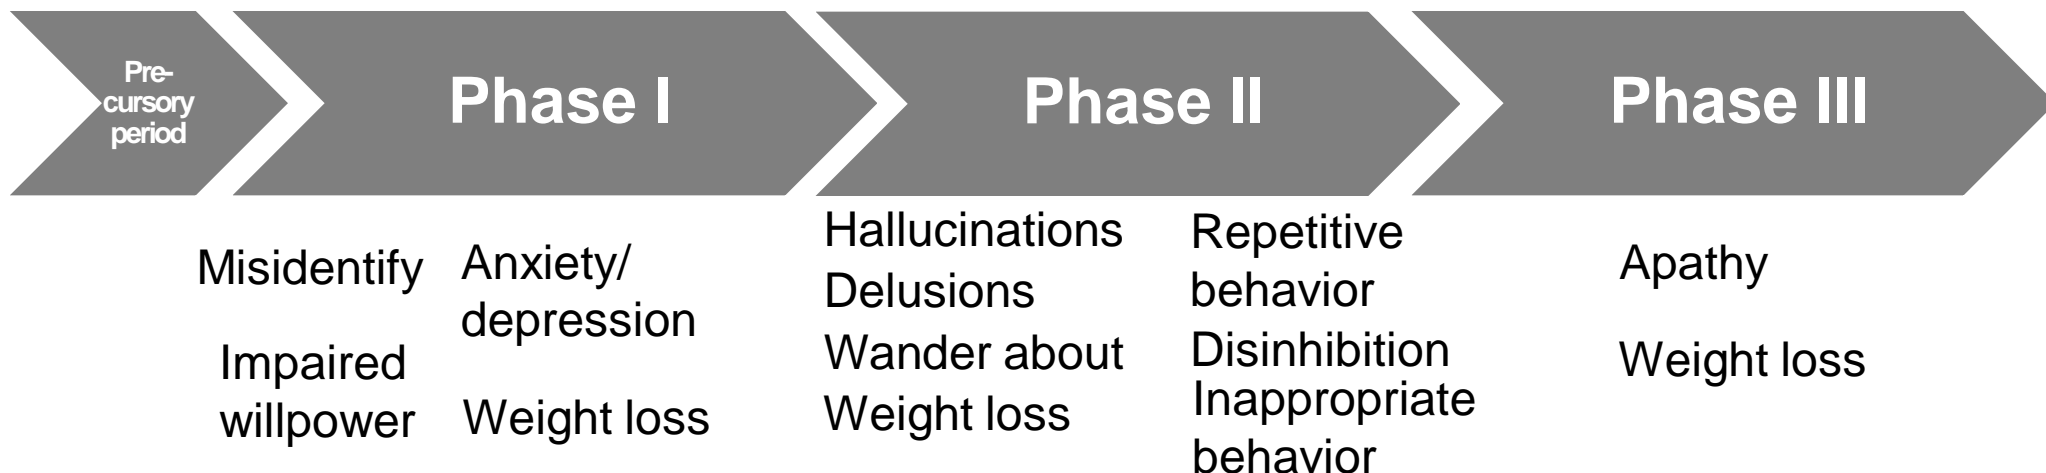 Pre-
cursory
period
Phase I
Phase II
Phase III
Misidentify
Impaired
willpower
Anxiety/
depression
Weight loss
Hallucinations
Delusions
Wander about
Weight loss
Repetitive
behavior
Disinhibition
Inappropriate
behavior
Apathy
Weight loss